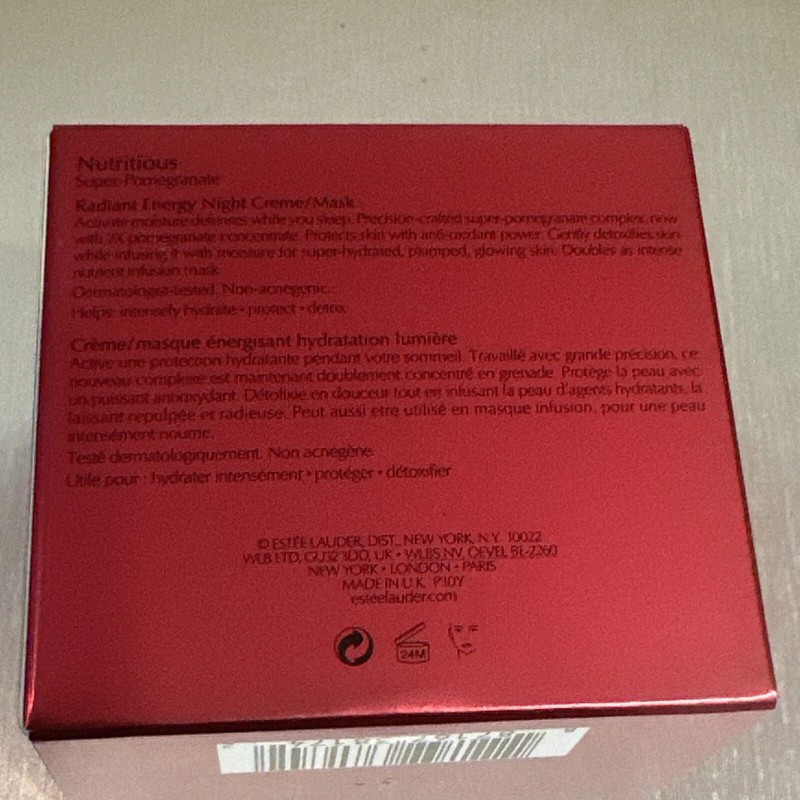 Nutritious
Super-Pomegranate
Radiant Energy Night Creme/Mask
Activate moisture defenses while you sleep. Precision-crafted super-pomegranate complex, now
with 2X pomegranate concentrate. Protects skin with anti-oxidant power. Gently detoxifies skin
while infusing it with moisture for super-hydrated, plumped, glowing skin. Doubles as intense
nutrient infusion mask.
Dermatologist-tested. Non-acnegenic.
Helps: intensely hydrate • protect • detox
Crème/masque énergisant hydratation lumière
Active une protection hydratante pendant votre sommeil. Travaillé avec grande précision, ce
nouveau complexe est maintenant doublement concentré en grenade. Protège la peau avec
un puissant antioxydant. Détoxifie en douceur tout en infusant la peau d'agents hydratants, la
laissant repulpée et radieuse. Peut aussi etre utilisé en masque infusion, pour une peau
intensément nourrie.
Testé dermatologiquement. Non acnégène.
Utile pour : hydrater intensément • protéger • détoxifier
© ESTĒE LAUDER, DIST., NEW YORK, N.Y. 10022
WLB LTD, GU32 3DD, UK • WLBS NV, OEVEL BE-2260
NEW YORK • LONDON • PARIS
MADE IN U.K. P30Y
esteelauder.com
24M